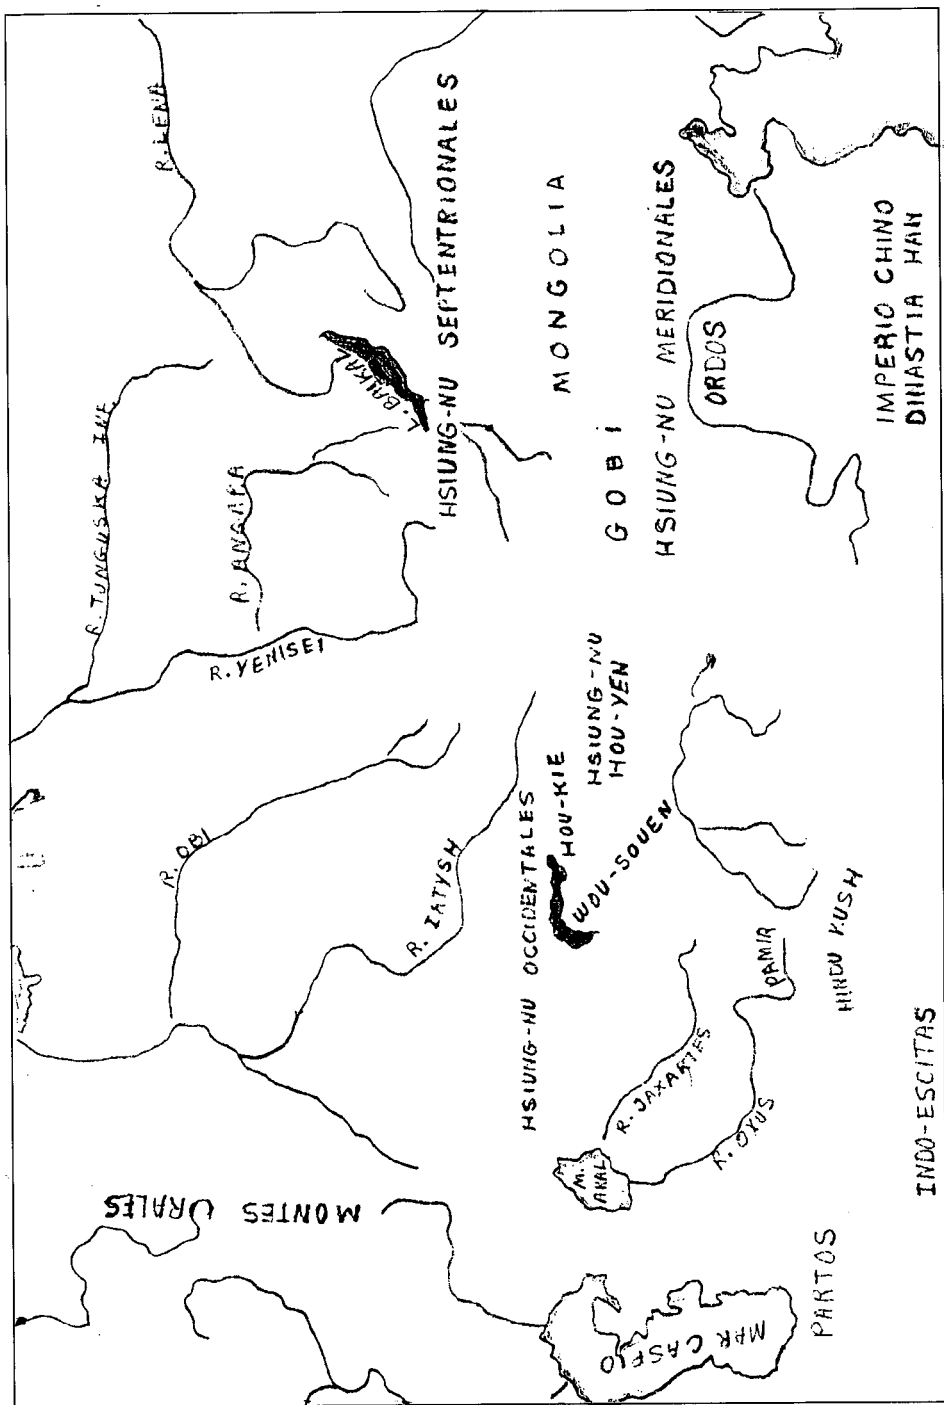 R. LENA
R. TUNGUSKA INF.
R. ANGARA
R. YENISEI
L. BAIKAL
R. OBI
R. IRTYSH
MONTES URALES
HSIUNG-NU SEPTENTRIONALES
MONGOLIA
GOBI
HSIUNG-NU MERIDIONALES
ORDOS
IMPERIO CHINO
DINASTIA HAN
HSIUNG-NU OCCIDENTALES
HOU-KIE
HSIUNG-NU
HOU-YEN
WOU-SOUEN
R. JAXARTES
R. OXUS
M.
ARAL
PAMIR
HINDU KUSH
MAR CASPIO
PARTOS
INDO-ESCITAS